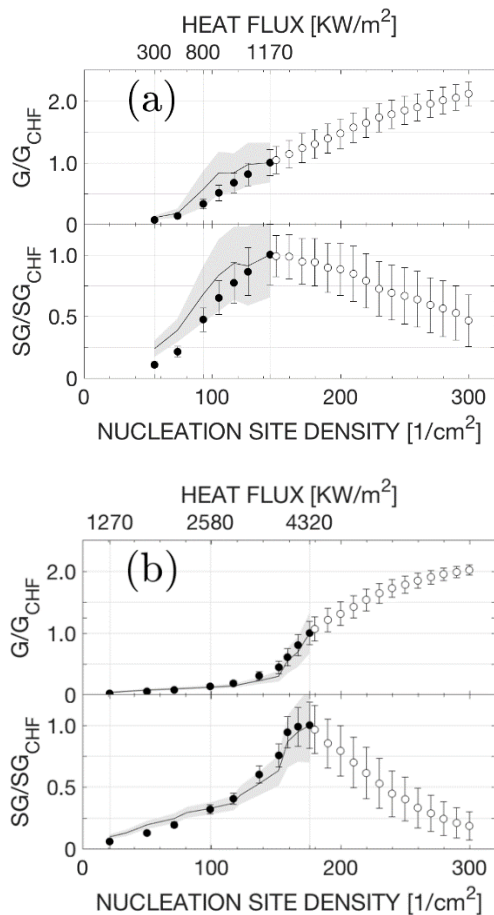 HEAT FLUX [KW/m²]
300 800 1170
(a)
G/G_CHF
2.0
1.0
0
SG/SG_CHF
1.0
0.5
0
0 100 200 300
NUCLEATION SITE DENSITY [1/cm²]
HEAT FLUX [KW/m²]
1270 2580 4320
(b)
G/G_CHF
2.0
1.0
0
SG/SG_CHF
1.0
0.5
0
0 100 200 300
NUCLEATION SITE DENSITY [1/cm²]